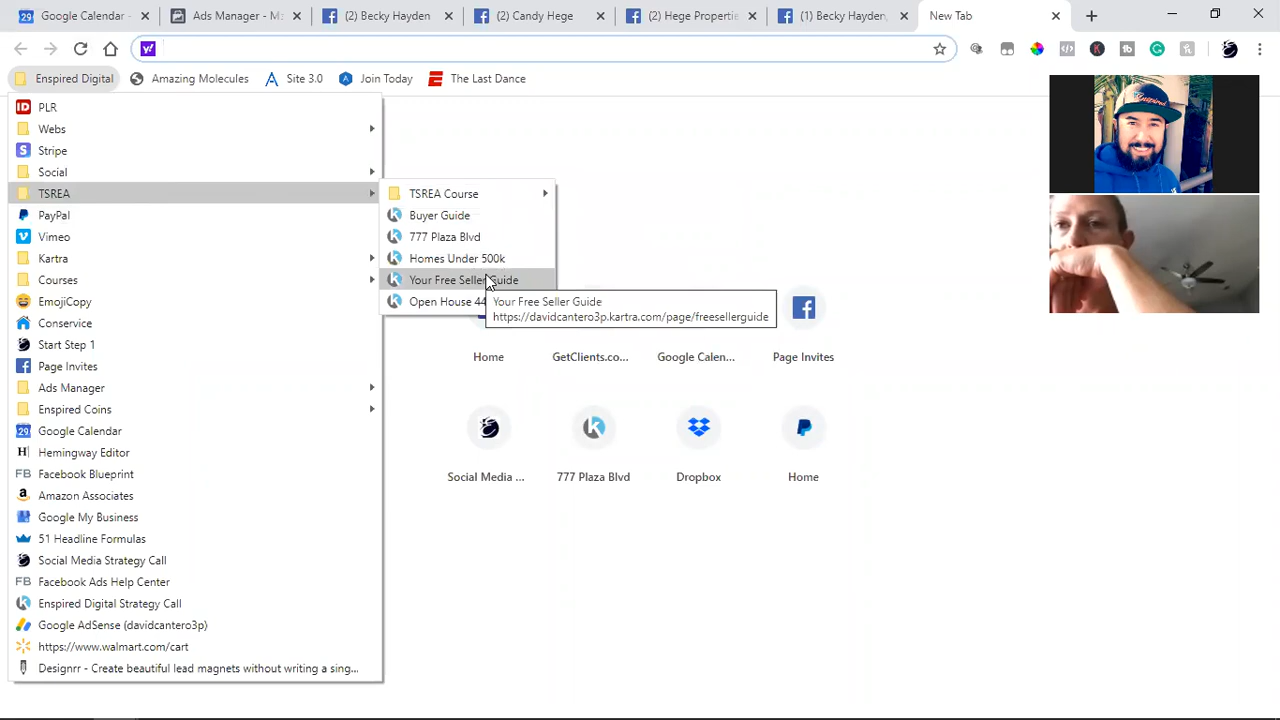 Google Calendar -
Ads Manager - Ma
(2) Becky Hayden
(2) Candy Hege
(2) Hege Properti
(1) Becky Hayden,
New Tab
Enspired Digital
Amazing Molecules
Site 3.0
Join Today
The Last Dance
PLR
Webs
Stripe
Social
TSREA
PayPal
Vimeo
Kartra
Courses
EmojiCopy
Conservice
Start Step 1
Page Invites
Ads Manager
Enspired Coins
Google Calendar
Hemingway Editor
Facebook Blueprint
Amazon Associates
Google My Business
51 Headline Formulas
Social Media Strategy Call
Facebook Ads Help Center
Enspired Digital Strategy Call
Google AdSense (davidcantero3p)
https://www.walmart.com/cart
Designrr - Create beautiful lead magnets without writing a sing...
TSREA Course
Buyer Guide
777 Plaza Blvd
Homes Under 500k
Your Free Seller Guide
Open House 44
Your Free Seller Guide
https://davidcantero3p.kartra.com/page/freesellerguide
Home
GetClients.co...
Google Calen...
Page Invites
Social Media ...
777 Plaza Blvd
Dropbox
Home